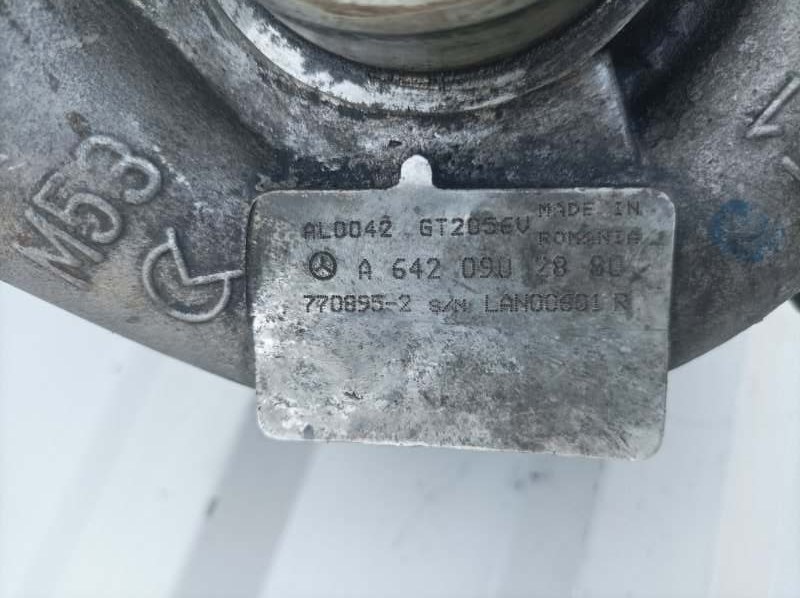 M53
AL0042 GT2056V MADE IN
ROMANIA
A 642 090 28 80
770895-2 S/N LAN00601 R